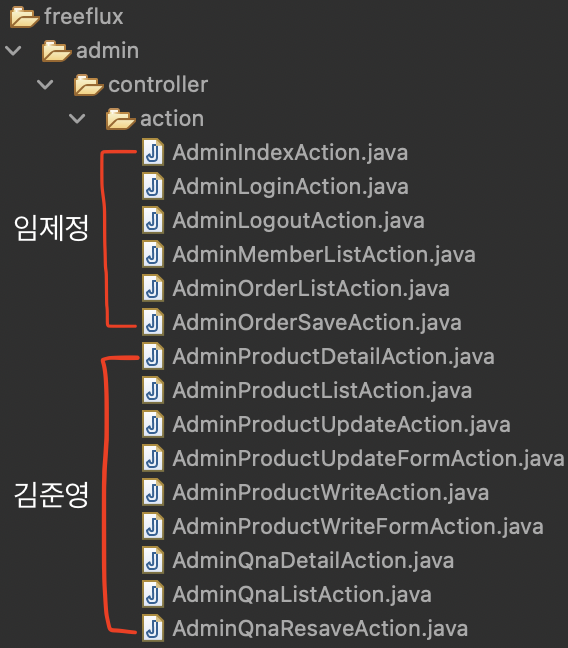 freeflux
admin
controller
action
AdminIndexAction.java
AdminLoginAction.java
임제정
AdminLogoutAction.java
AdminMemberListAction.java
AdminOrderListAction.java
AdminOrderSaveAction.java
AdminProductDetailAction.java
AdminProductListAction.java
AdminProductUpdateAction.java
AdminProductUpdateFormAction.java
김준영
AdminProductWriteAction.java
AdminProductWriteFormAction.java
AdminQnaDetailAction.java
AdminQnaListAction.java
AdminQnaResaveAction.java